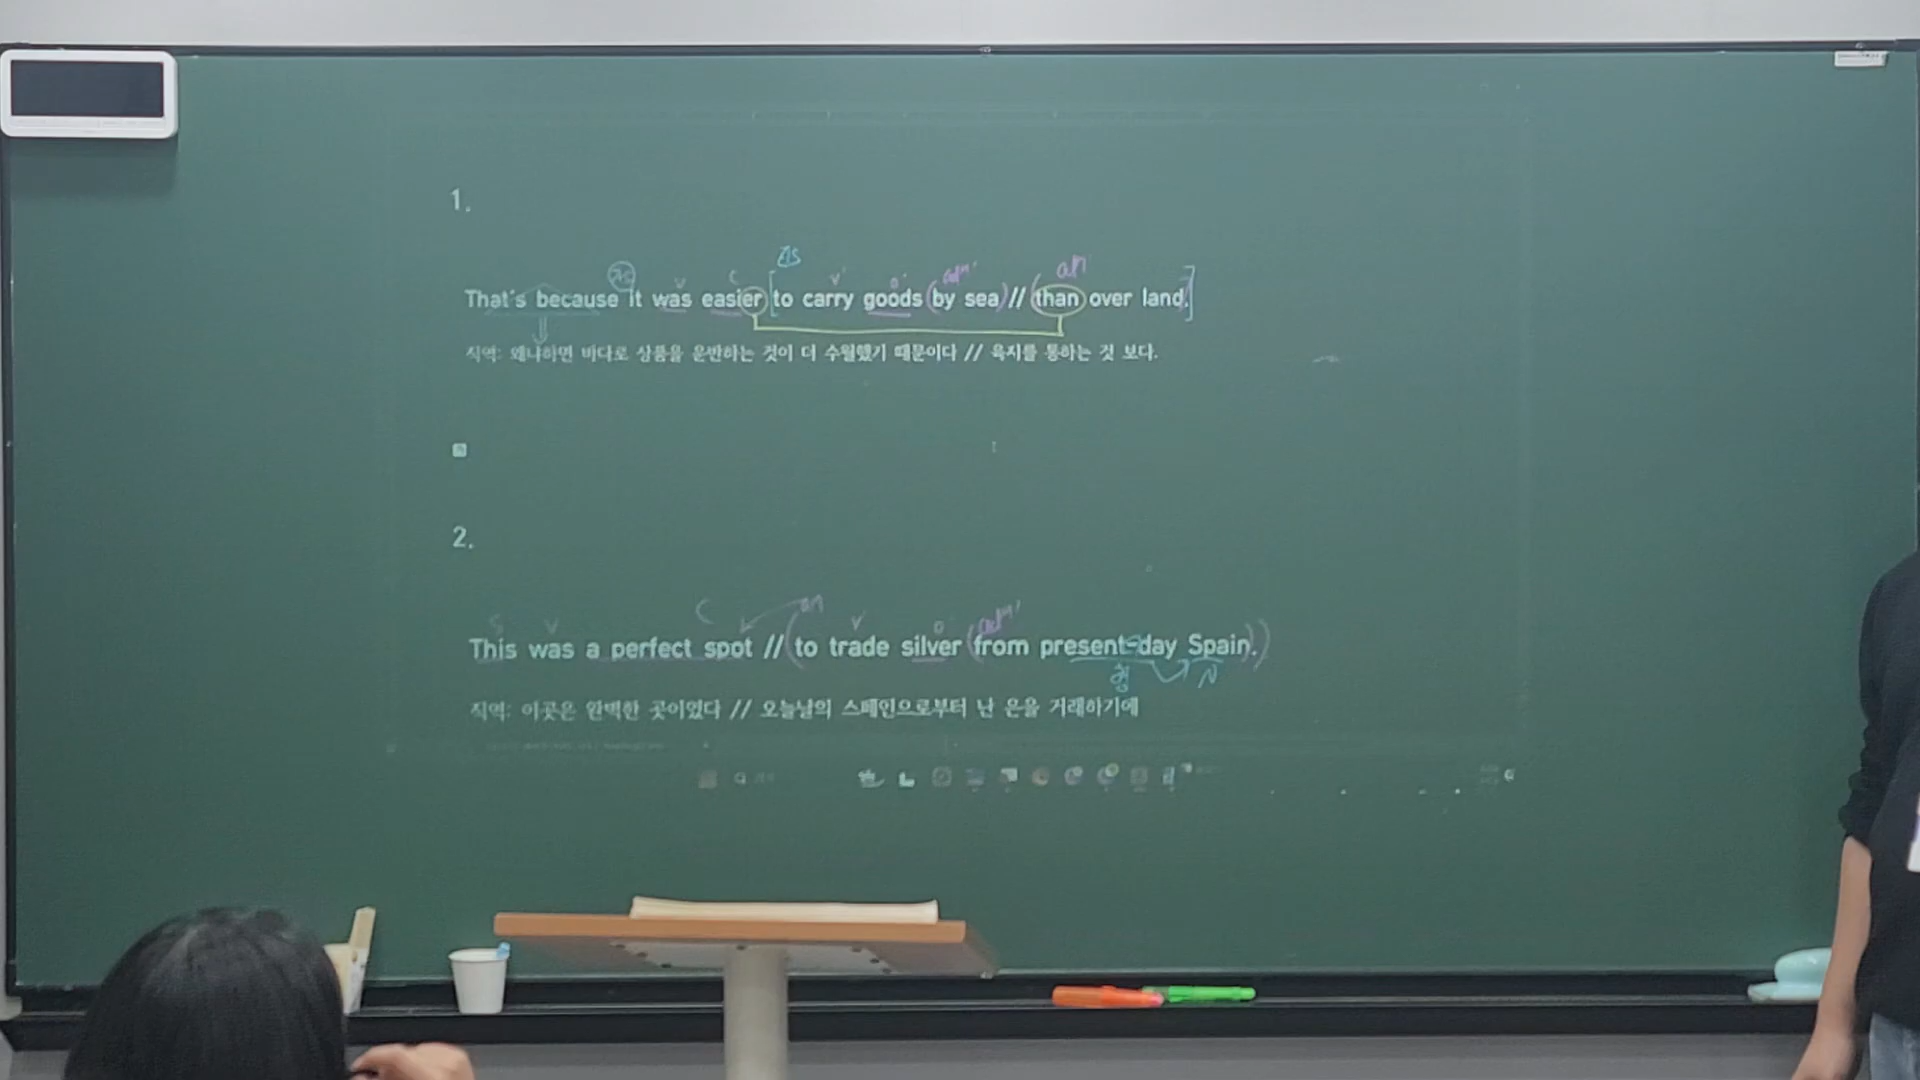 1.
That's because it was easier to carry goods by sea // than over land.
직역: 왜냐하면 바다로 상품을 운반하는 것이 더 수월했기 때문이다 // 육지를 통하는 것 보다.
2.
S V C V' O'
This was a perfect spot // (to trade silver (from present-day Spain.))
형 N
직역: 이곳은 완벽한 곳이었다 // 오늘날의 스페인으로부터 난 은을 거래하기에